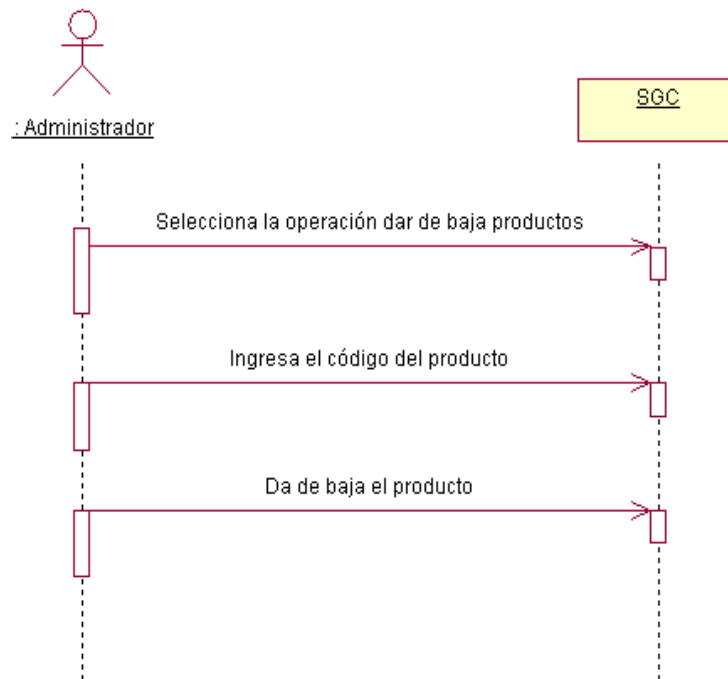 : Administrador
SGC
Selecciona la operación dar de baja productos
Ingresa el código del producto
Da de baja el producto